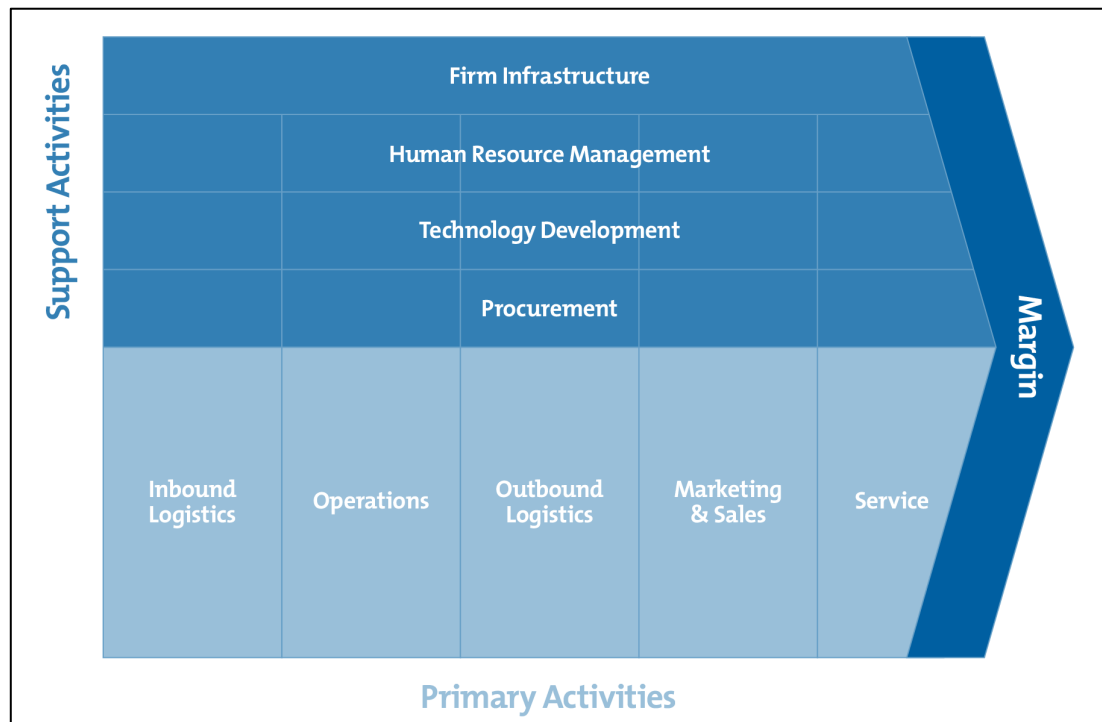 Support Activities
Firm Infrastructure
Human Resource Management
Technology Development
Procurement
Margin
Inbound
Logistics
Operations
Outbound
Logistics
Marketing
& Sales
Service
Primary Activities